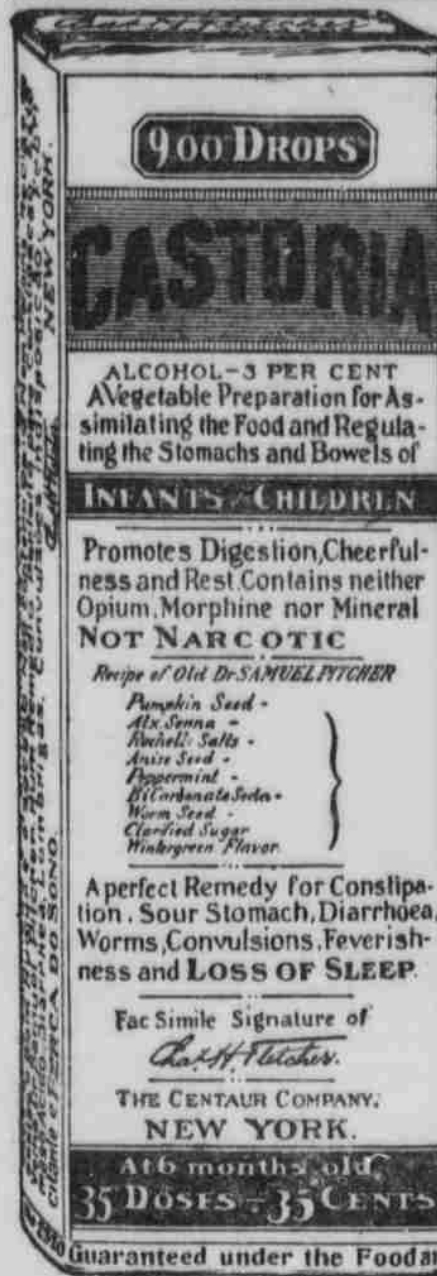 Chas H. Fletcher
900 DROPS
CASTORIA
ALCOHOL-3 PER CENT
A Vegetable Preparation for As-
similating the Food and Regula-
ting the Stomachs and Bowels of
INFANTS CHILDREN
Promotes Digestion, Cheerful-
ness and Rest. Contains neither
Opium, Morphine nor Mineral
NOT NARCOTIC
Recipe of Old Dr SAMUEL PITCHER
Pumpkin Seed -
Alx. Senna -
Rochelle Salts -
Anise Seed -
Peppermint -
BiCarbonate Soda -
Worm Seed -
Clarified Sugar
Wintergreen Flavor.
A perfect Remedy for Constipa-
tion, Sour Stomach, Diarrhoea,
Worms, Convulsions, Feverish-
ness and LOSS OF SLEEP.
Fac Simile Signature of
Chas H. Fletcher.
THE CENTAUR COMPANY,
NEW YORK.
At 6 months old
35 DOSES - 35 CENTS
Guaranteed under the Food a
NEW YORK.
DO SONO.